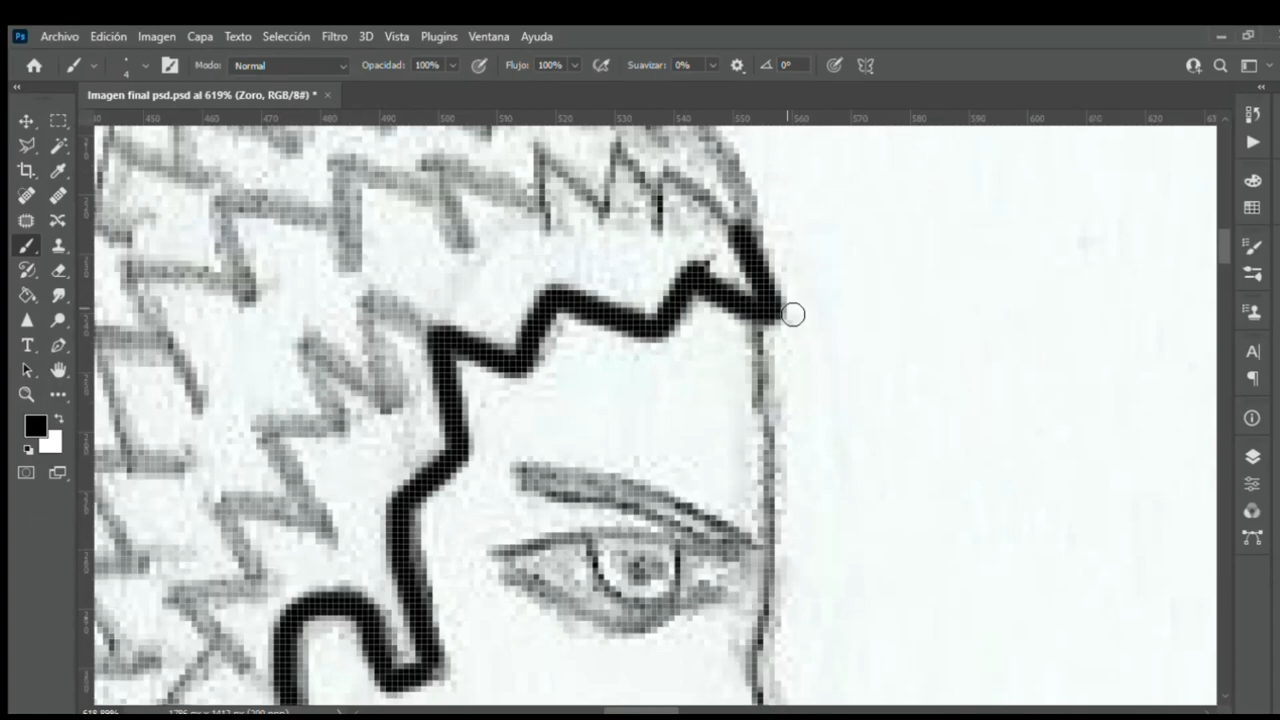 Ps Archivo Edición Imagen Capa Texto Selección Filtro 3D Vista Plugins Ventana Ayuda
4 Modo: Normal Opacidad: 100% Flujo: 100% Suavizar: 0% 0°
Imagen final psd.psd al 619% (Zoro, RGB/8#) * ×
450 460 470 480 490 500 510 520 530 540 550 560 570 580 590 600 610 620